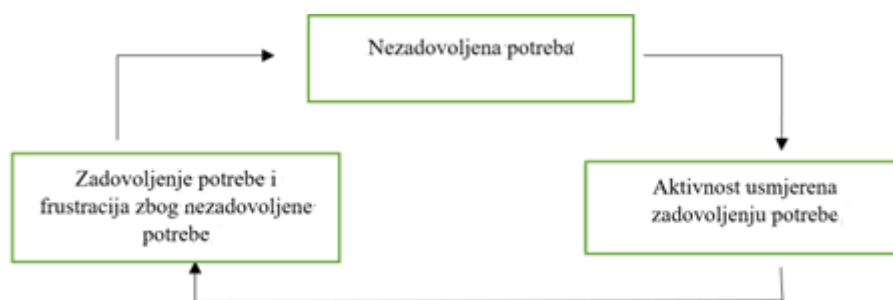 Nezadovoljena potreba
Zadovoljenje potrebe i
frustracija zbog nezadovoljene
potrebe
Aktivnost usmjerena
zadovoljenju potrebe